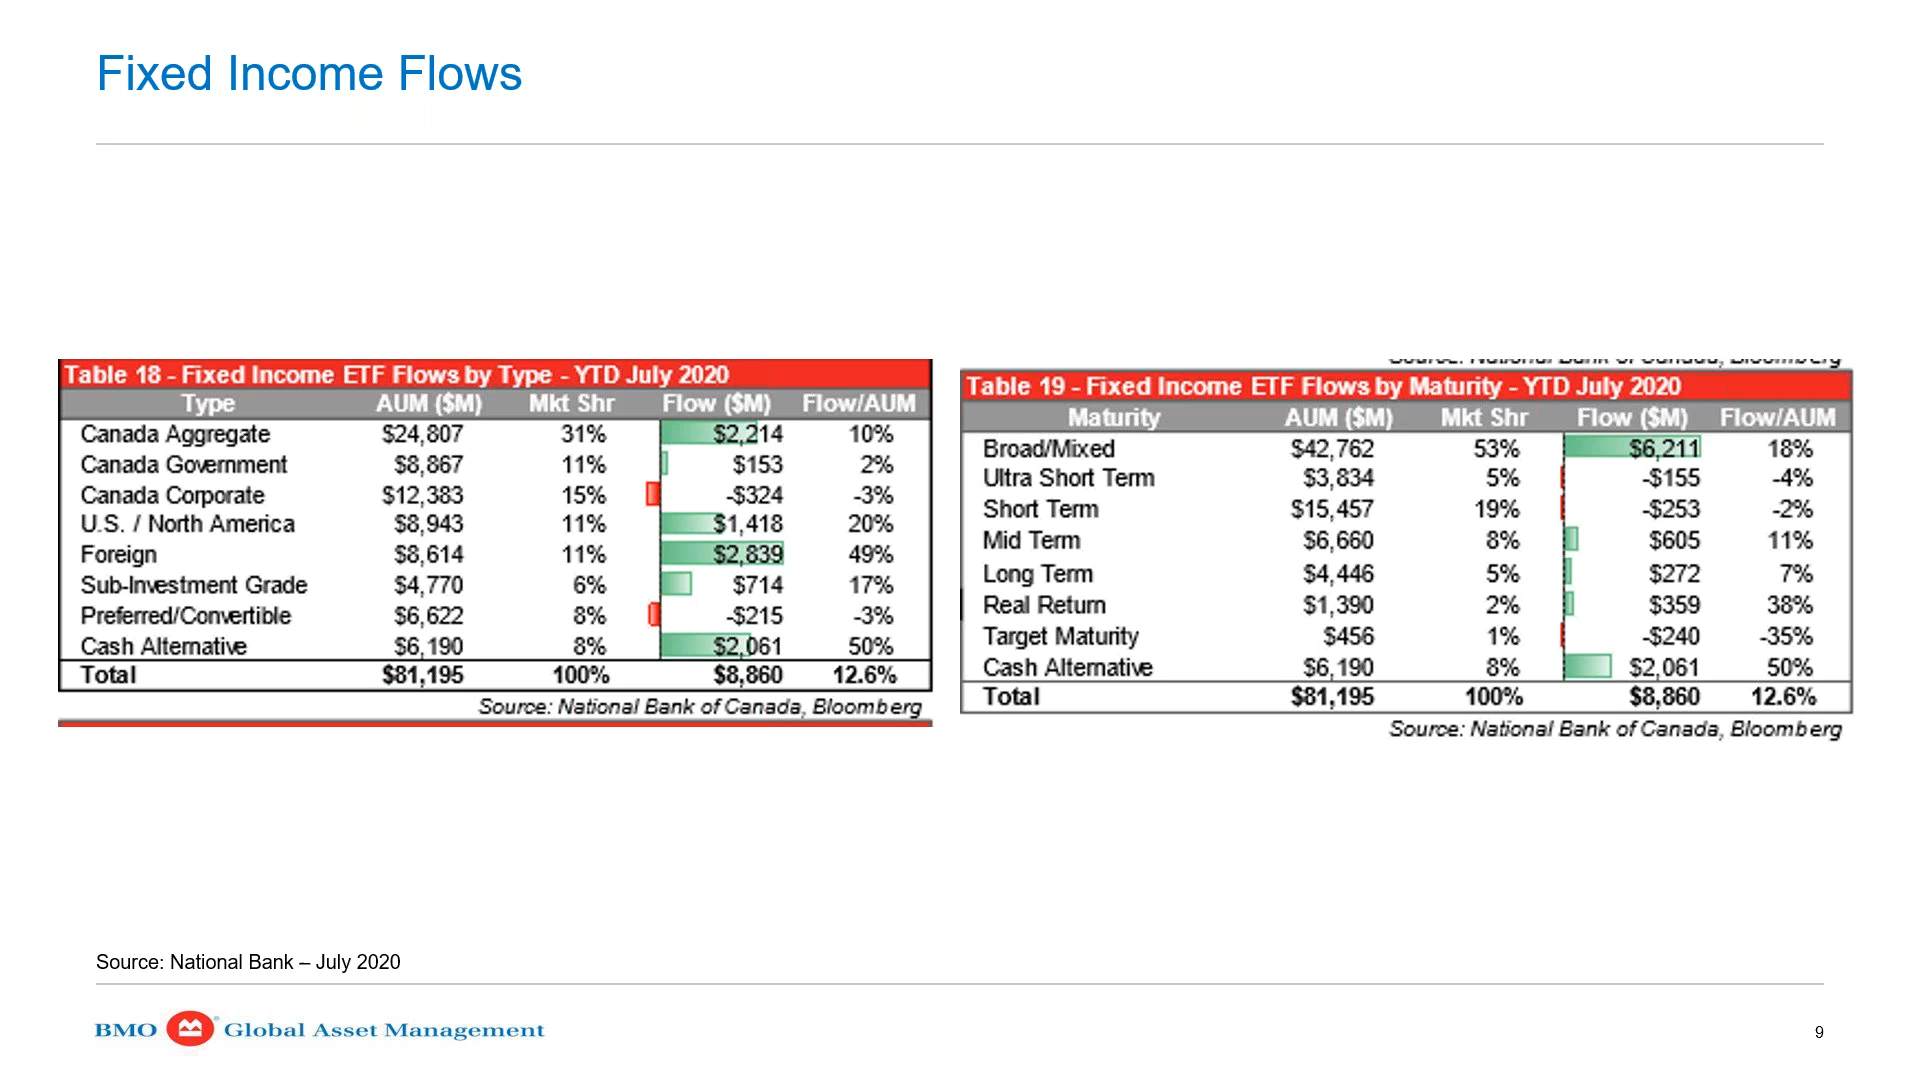 Fixed Income Flows
Table 18 - Fixed Income ETF Flows by Type - YTD July 2020
Type AUM ($M) Mkt Shr Flow ($M) Flow/AUM
Canada Aggregate $24,807 31% $2,214 10%
Canada Government $8,867 11% $153 2%
Canada Corporate $12,383 15% -$324 -3%
U.S. / North America $8,943 11% $1,418 20%
Foreign $8,614 11% $2,839 49%
Sub-Investment Grade $4,770 6% $714 17%
Preferred/Convertible $6,622 8% -$215 -3%
Cash Alternative $6,190 8% $2,061 50%
Total $81,195 100% $8,860 12.6%
Source: National Bank of Canada, Bloomberg
Source: National Bank of Canada, Bloomberg
Table 19 - Fixed Income ETF Flows by Maturity - YTD July 2020
Maturity AUM ($M) Mkt Shr Flow ($M) Flow/AUM
Broad/Mixed $42,762 53% $6,211 18%
Ultra Short Term $3,834 5% -$155 -4%
Short Term $15,457 19% -$253 -2%
Mid Term $6,660 8% $605 11%
Long Term $4,446 5% $272 7%
Real Return $1,390 2% $359 38%
Target Maturity $456 1% -$240 -35%
Cash Alternative $6,190 8% $2,061 50%
Total $81,195 100% $8,860 12.6%
Source: National Bank of Canada, Bloomberg
Source: National Bank – July 2020
BMO Global Asset Management
9